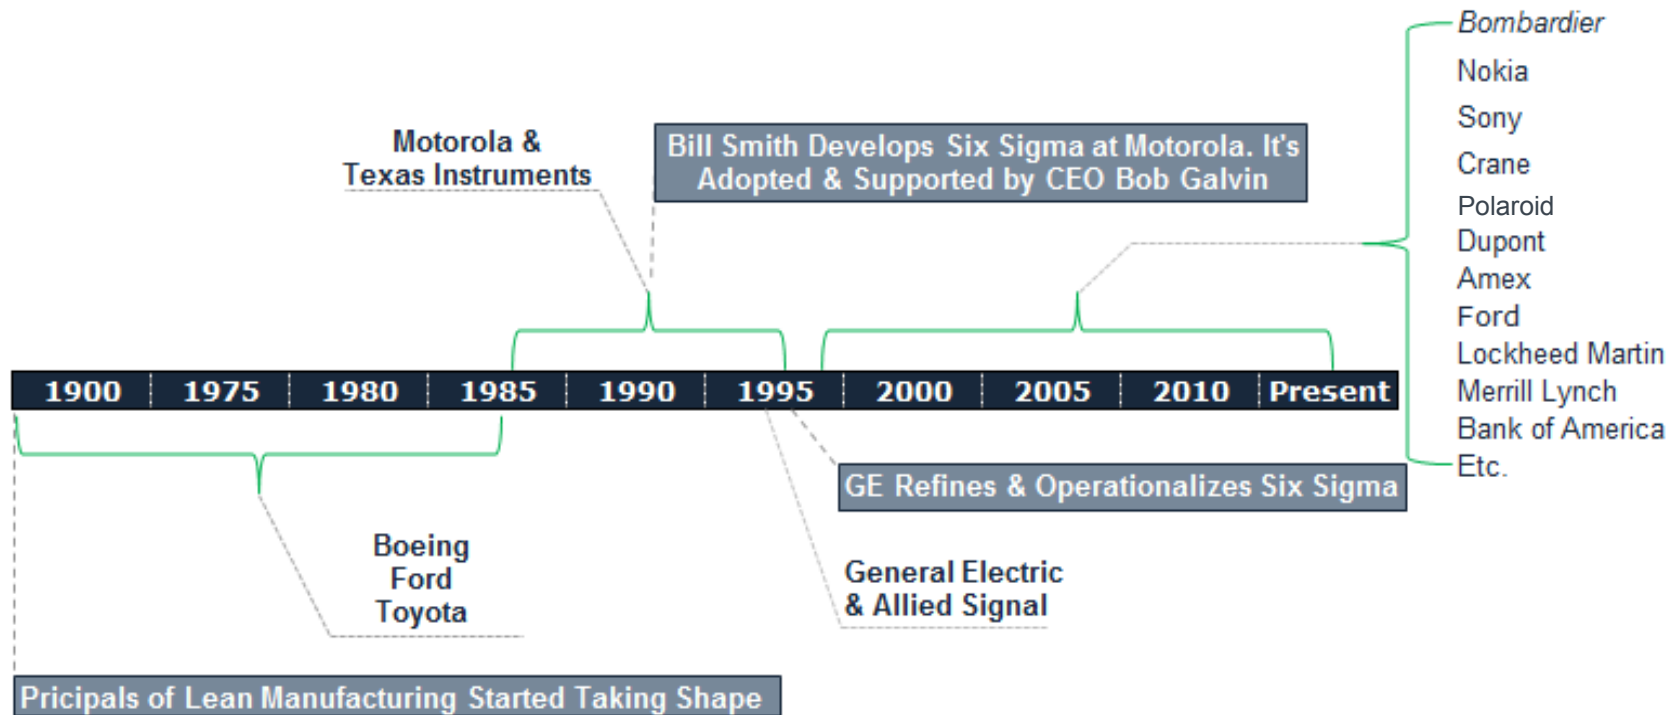 Bombardier
Nokia
Sony
Crane
Polaroid
Dupont
Amex
Ford
Lockheed Martin
Merrill Lynch
Bank of America
Etc.
Motorola &
Texas Instruments
Bill Smith Develops Six Sigma at Motorola. It's
Adopted & Supported by CEO Bob Galvin
1900 1975 1980 1985 1990 1995 2000 2005 2010 Present
GE Refines & Operationalizes Six Sigma
Boeing
Ford
Toyota
General Electric
& Allied Signal
Pricipals of Lean Manufacturing Started Taking Shape